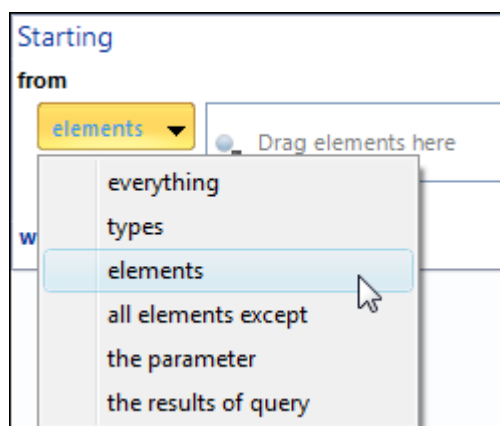 Starting
from
elements
Drag elements here
everything
types
w
elements
all elements except
the parameter
the results of query